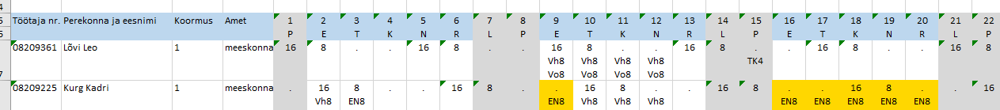 4
5 Töötaja nr. Perekonna ja eesnimi Koormus Amet 1 2 3 4 5 6 7 8 9 10 11 12 13 14 15 16 17 18 19 20 21 22
6 P E T K N R L P E T K N R L P E T K N R L P
08209361 Lõvi Leo 1 meeskonna 16 8 . . 16 8 . . 16 8 . . 16 8 . . 16 8 . . 16 8
Vh8 Vh8 Vh8 Vh8 TK4
7 Vo8 Vo8 Vo8 Vo8
08209225 Kurg Kadri 1 meeskonna . 16 8 . . 16 8 . . 16 8 . . 16 8 . . 16 8 . . 16
Vh8 EN8 EN8 Vh8 Vh8 Vh8 EN8 EN8 EN8 EN8 EN8